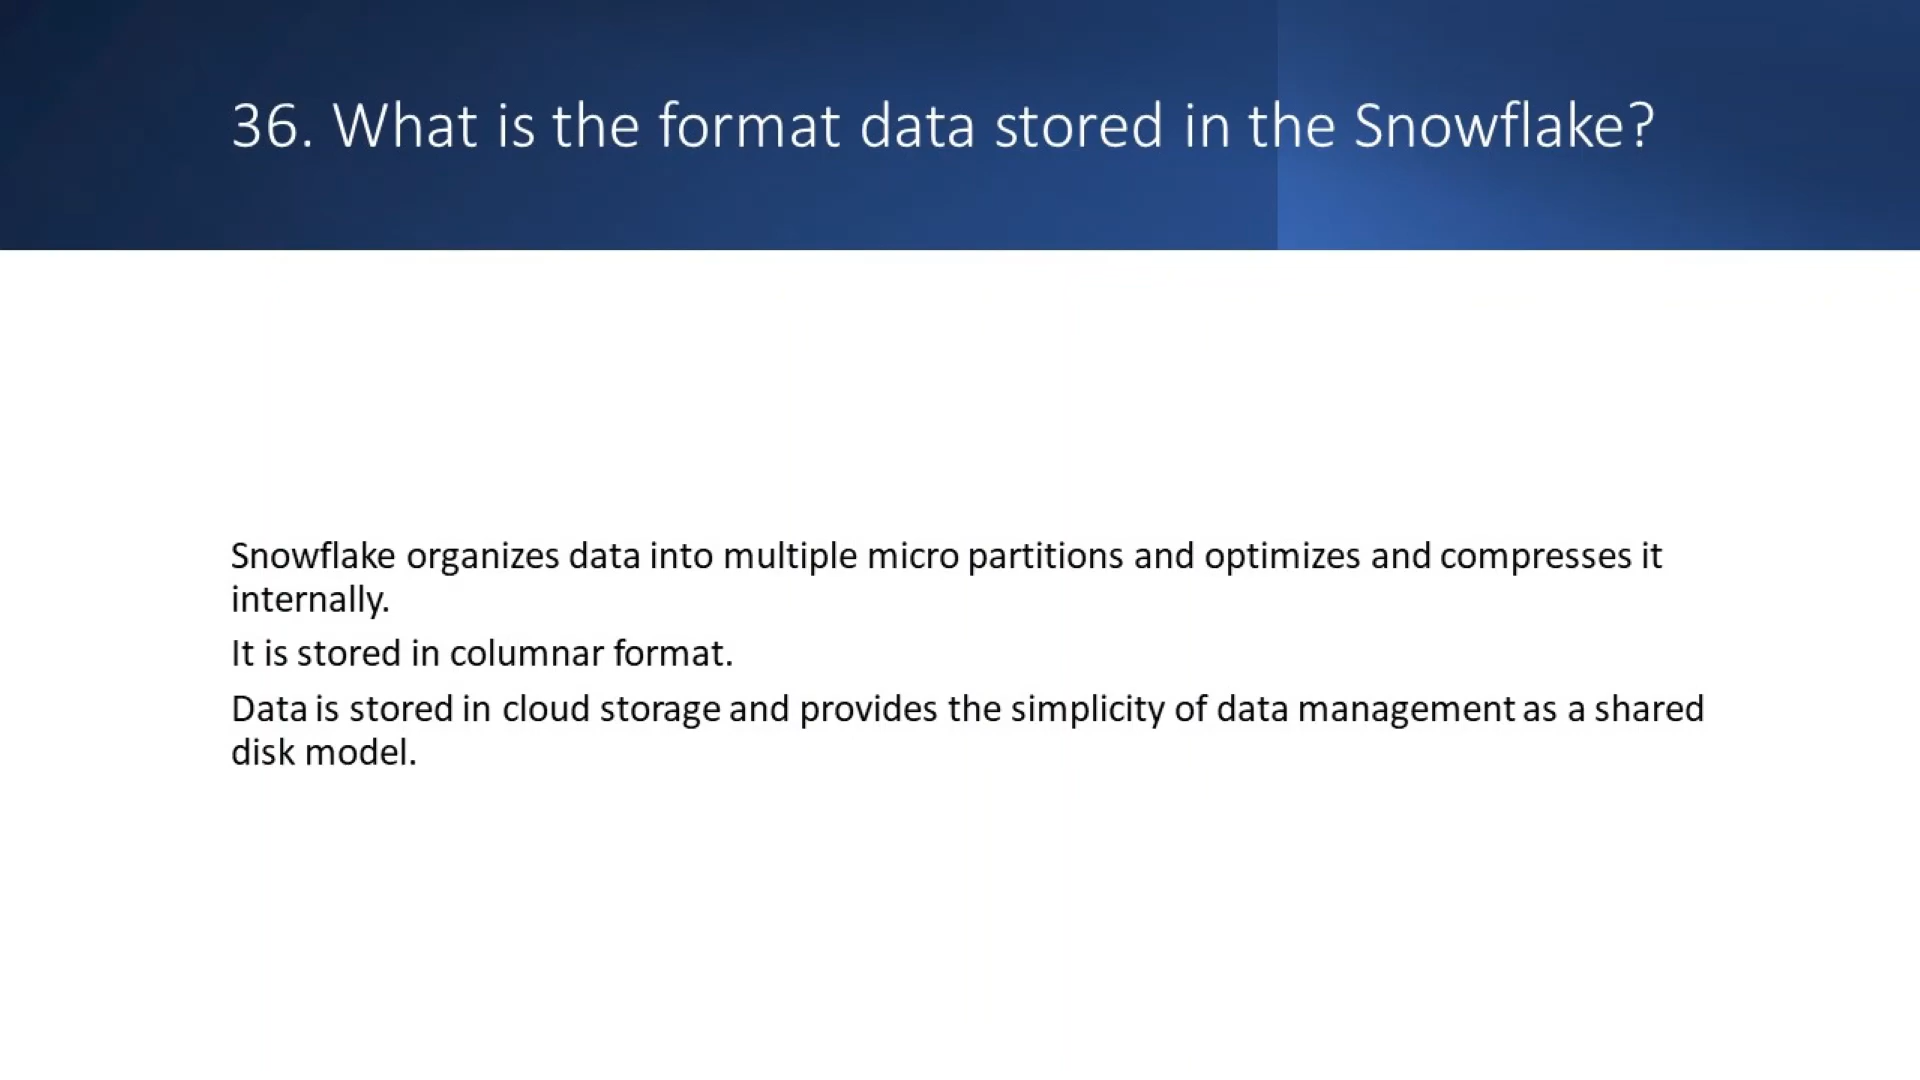 36. What is the format data stored in the Snowflake?
Snowflake organizes data into multiple micro partitions and optimizes and compresses it
internally.
It is stored in columnar format.
Data is stored in cloud storage and provides the simplicity of data management as a shared
disk model.